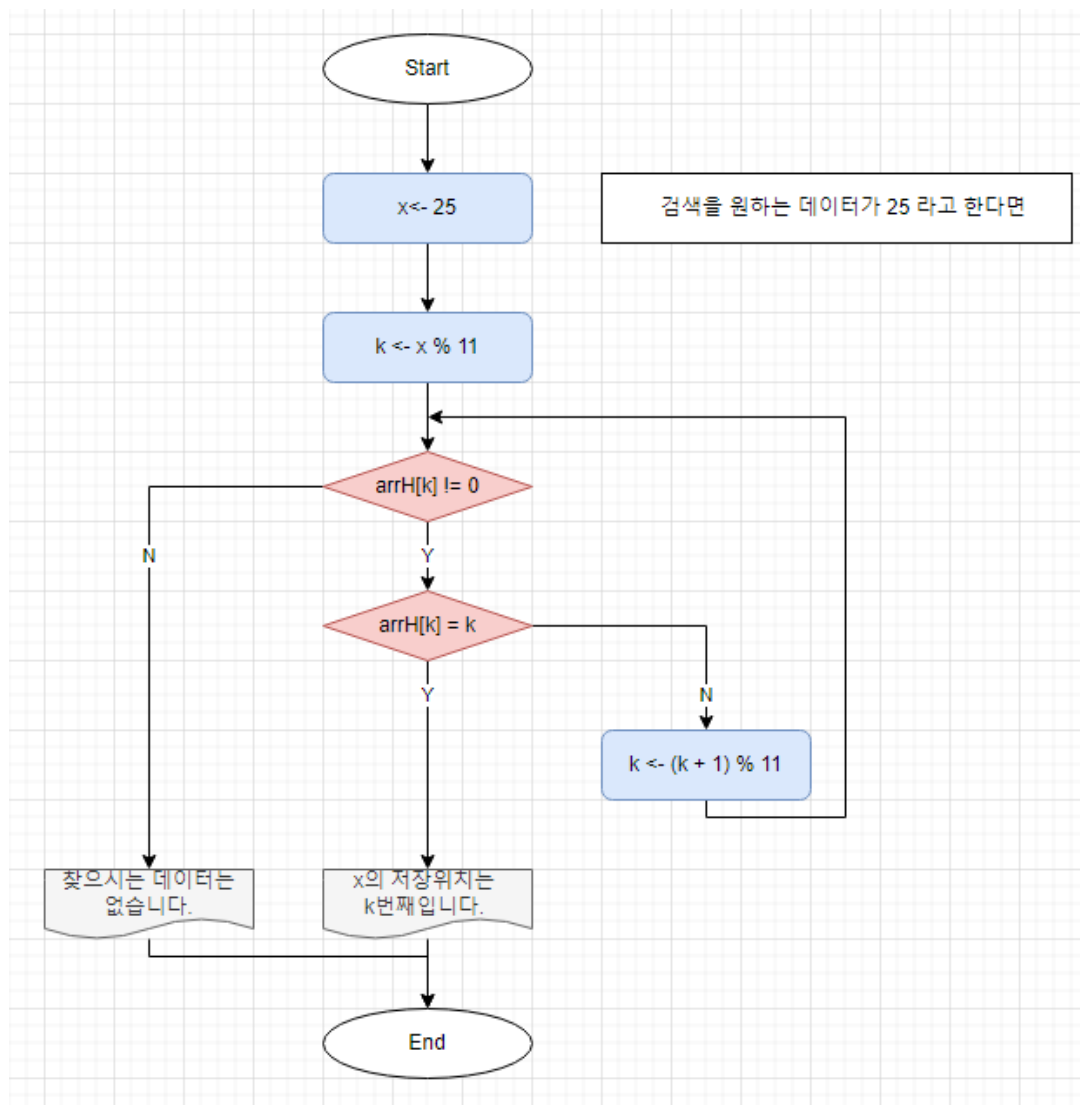 Start
x<- 25
검색을 원하는 데이터가 25 라고 한다면
k <- x % 11
arrH[k] != 0
N
Y
arrH[k] = k
Y
N
k <- (k + 1) % 11
찾으시는 데이터는
없습니다.
x의 저장위치는
k번째입니다.
End